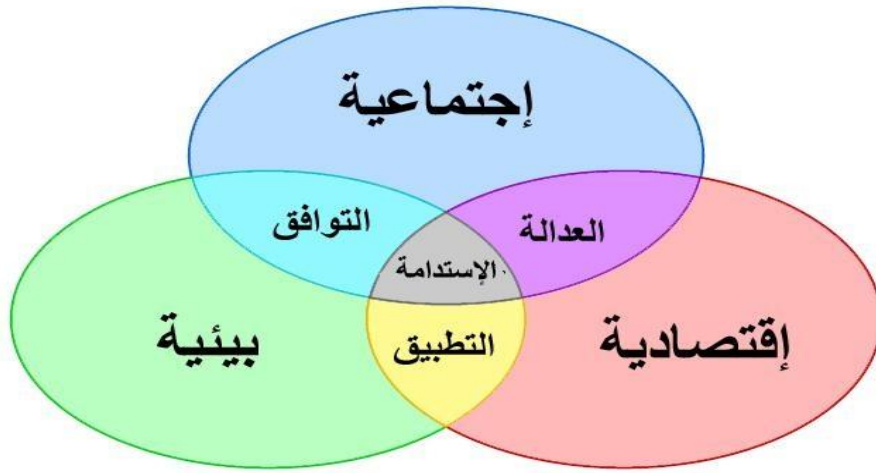 إجتماعية
العدالة
التوافق
الإستدامة
إقتصادية
التطبيق
بيئية